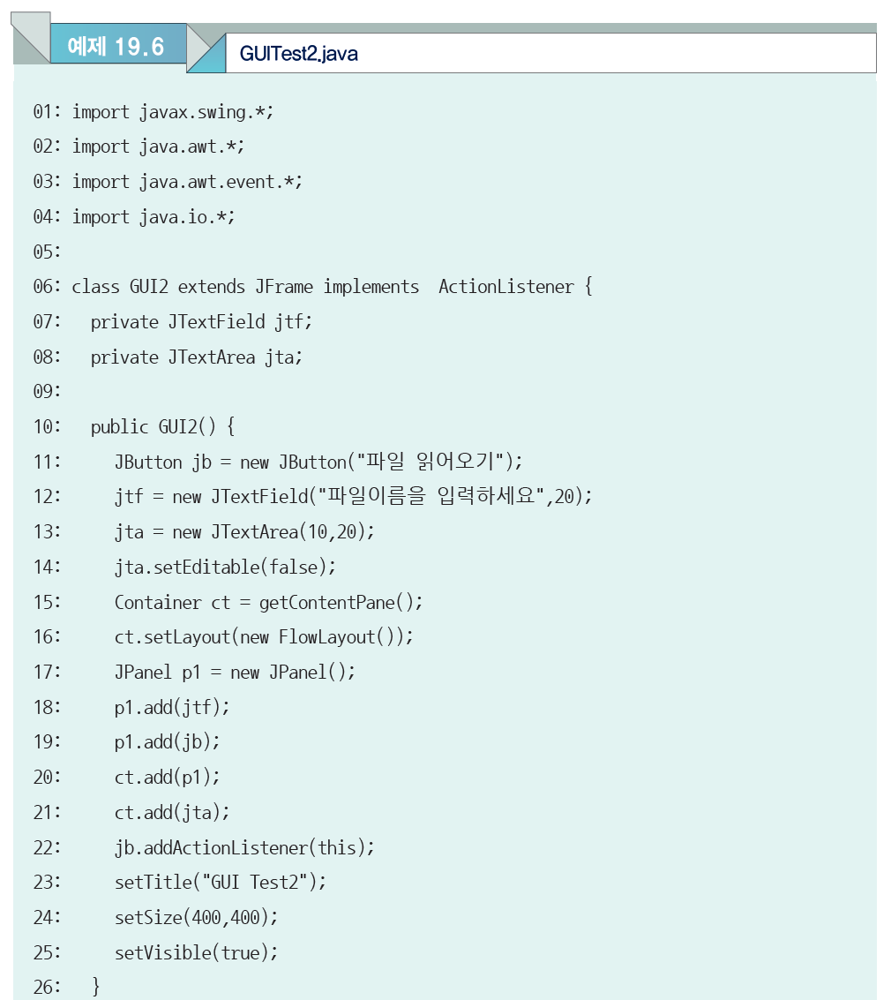 예제 19.6
GUITest2.java
01: import javax.swing.*;
02: import java.awt.*;
03: import java.awt.event.*;
04: import java.io.*;
05:
06: class GUI2 extends JFrame implements  ActionListener {
07:   private JTextField jtf;
08:   private JTextArea jta;
09:
10:   public GUI2() {
11:     JButton jb = new JButton("파일 읽어오기");
12:     jtf = new JTextField("파일이름을 입력하세요",20);
13:     jta = new JTextArea(10,20);
14:     jta.setEditable(false);
15:     Container ct = getContentPane();
16:     ct.setLayout(new FlowLayout());
17:     JPanel p1 = new JPanel();
18:     p1.add(jtf);
19:     p1.add(jb);
20:     ct.add(p1);
21:     ct.add(jta);
22:     jb.addActionListener(this);
23:     setTitle("GUI Test2");
24:     setSize(400,400);
25:     setVisible(true);
26:   }